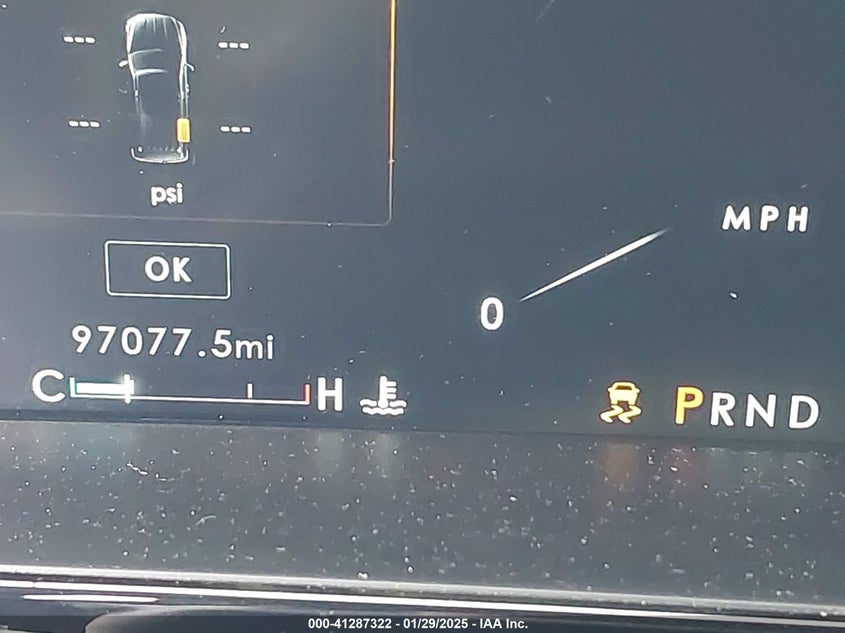 --- ---
--- ---
psi
OK
MPH
0
97077.5mi
C H
PRND
000-41287322 - 01/29/2025 - IAA Inc.